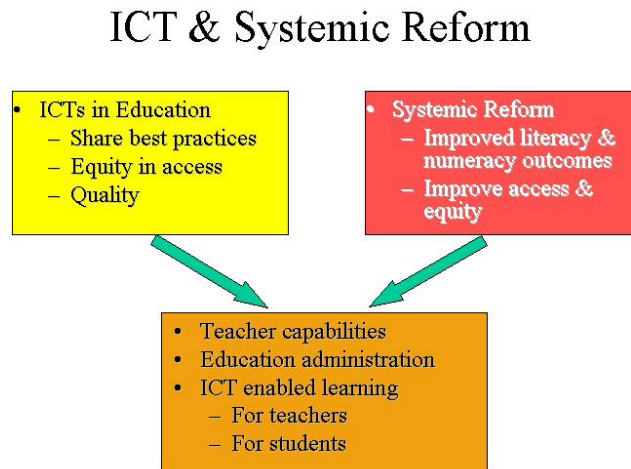 ICT & Systemic Reform
• ICTs in Education
– Share best practices
– Equity in access
– Quality
• Systemic Reform
– Improved literacy &
numeracy outcomes
– Improve access &
equity
• Teacher capabilities
• Education administration
• ICT enabled learning
– For teachers
– For students